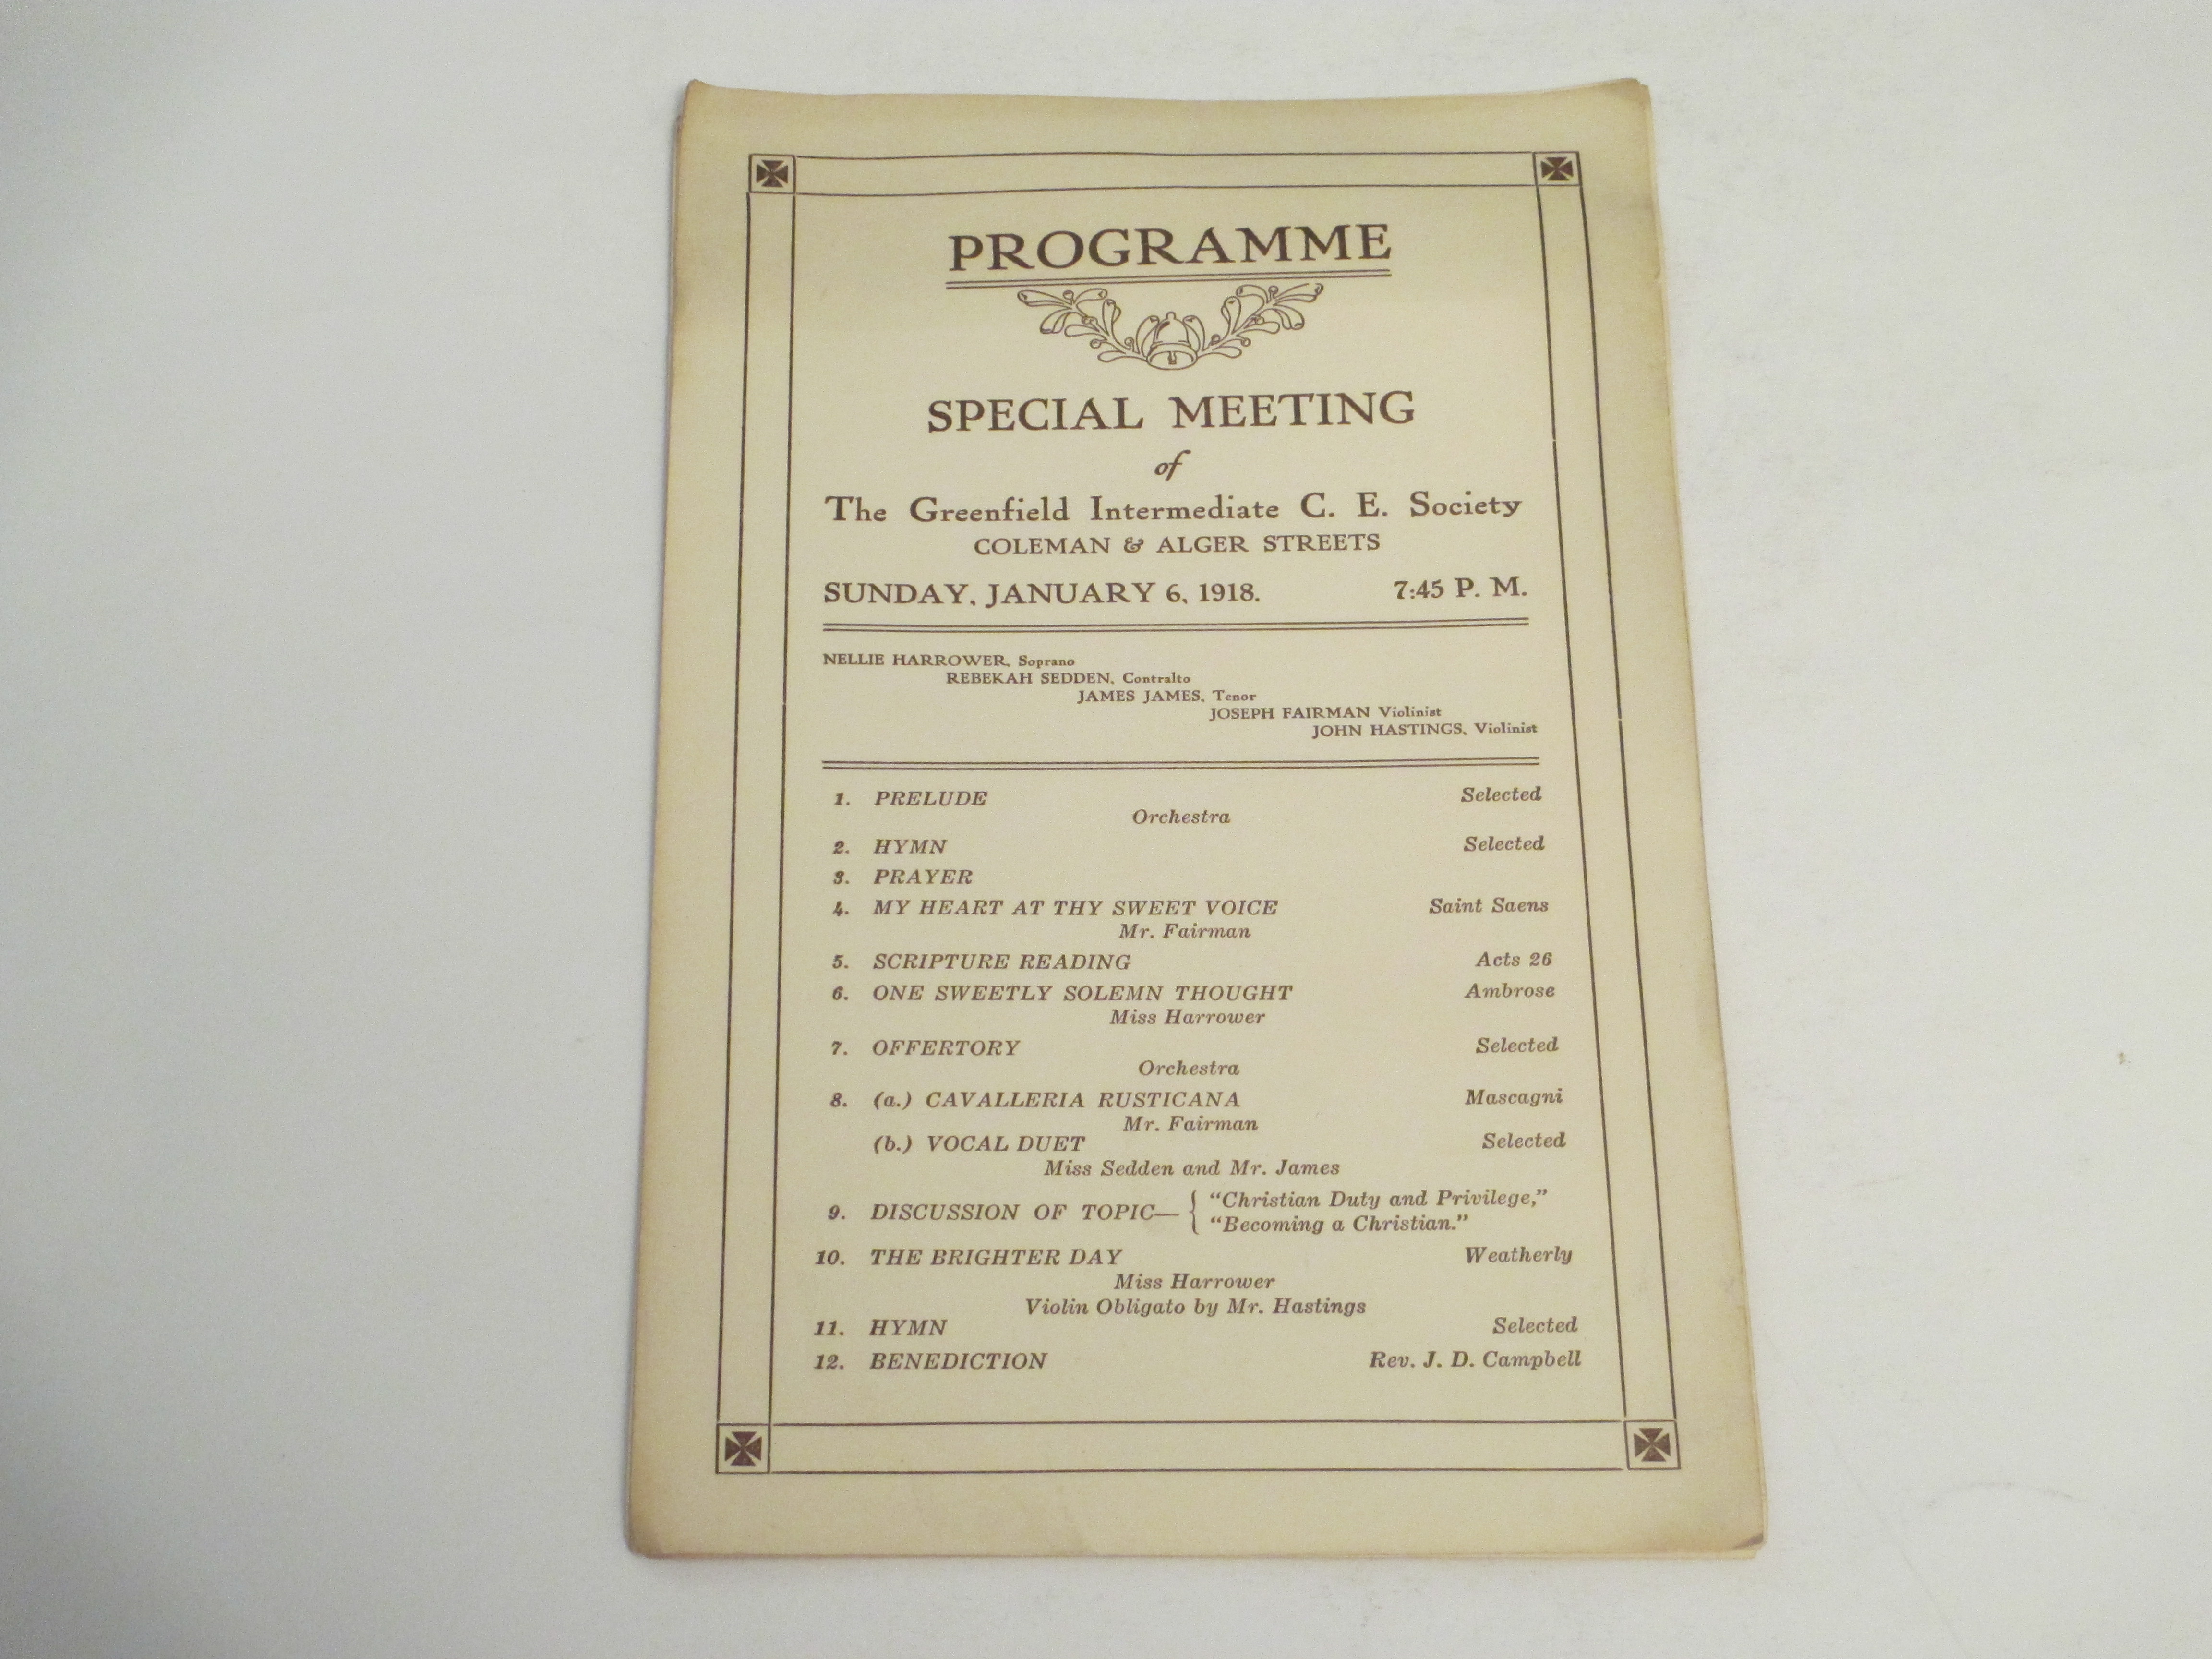 PROGRAMME
SPECIAL MEETING
of
The Greenfield Intermediate C. E. Society
COLEMAN & ALGER STREETS
SUNDAY, JANUARY 6, 1918. 7:45 P. M.
NELLIE HARROWER, Soprano
REBEKAH SEDDEN, Contralto
JAMES JAMES, Tenor
JOSEPH FAIRMAN Violinist
JOHN HASTINGS, Violinist
1. PRELUDE Selected
Orchestra
2. HYMN Selected
3. PRAYER
4. MY HEART AT THY SWEET VOICE Saint Saens
Mr. Fairman
5. SCRIPTURE READING Acts 26
6. ONE SWEETLY SOLEMN THOUGHT Ambrose
Miss Harrower
7. OFFERTORY Selected
Orchestra
8. (a.) CAVALLERIA RUSTICANA Mascagni
Mr. Fairman
(b.) VOCAL DUET Selected
Miss Sedden and Mr. James
9. DISCUSSION OF TOPIC— { "Christian Duty and Privilege,"
"Becoming a Christian."
10. THE BRIGHTER DAY Weatherly
Miss Harrower
Violin Obligato by Mr. Hastings
11. HYMN Selected
12. BENEDICTION Rev. J. D. Campbell